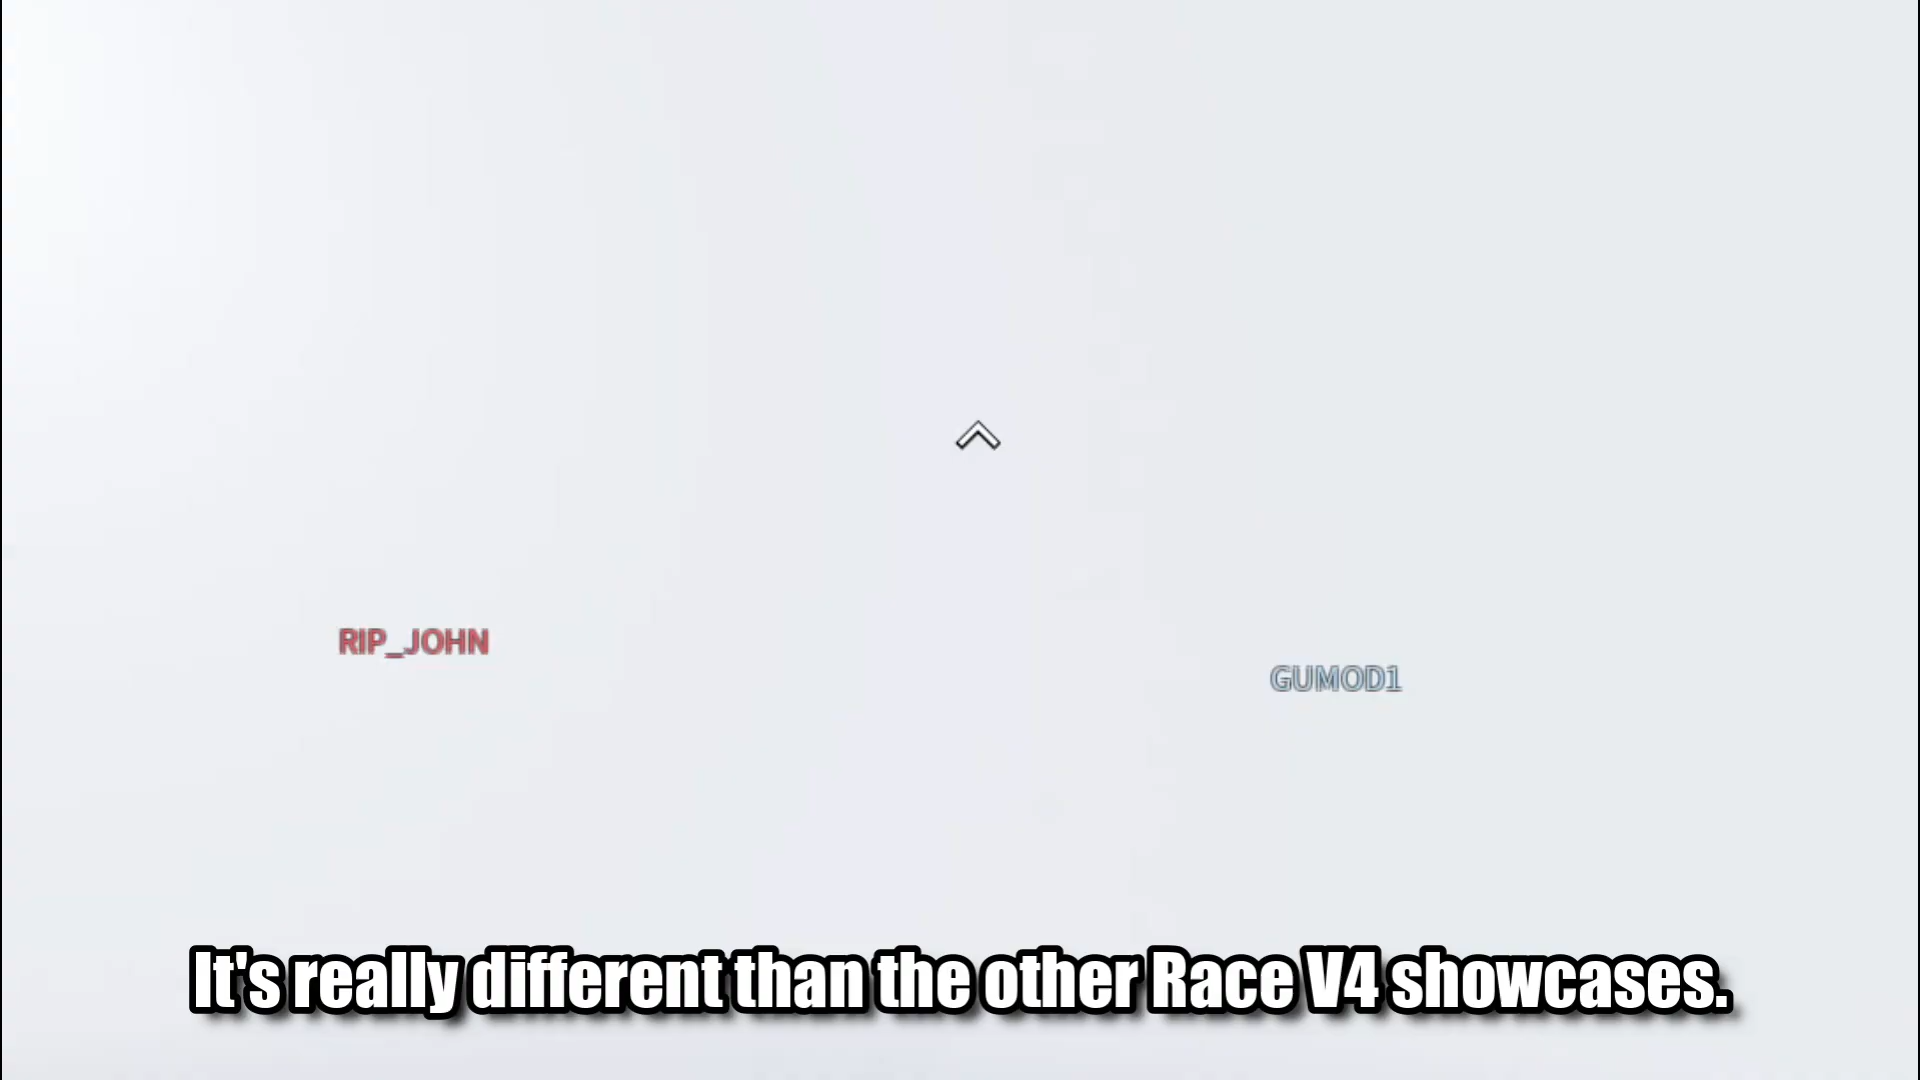 RIP_JOHN
GUMOD1
It's really different than the other Race V4 showcases.